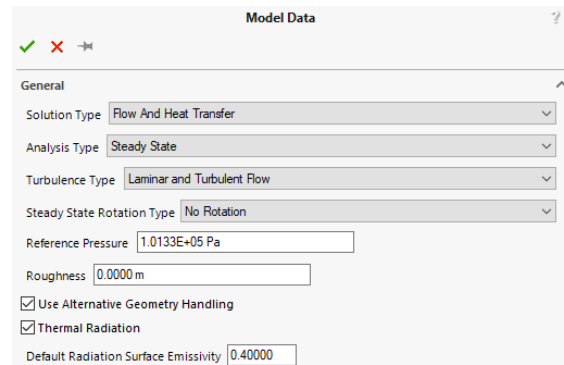 Model Data
?
General
Solution Type Flow And Heat Transfer
Analysis Type Steady State
Turbulence Type Laminar and Turbulent Flow
Steady State Rotation Type No Rotation
Reference Pressure 1.0133E+05 Pa
Roughness 0.0000 m
Use Alternative Geometry Handling
Thermal Radiation
Default Radiation Surface Emissivity 0.40000